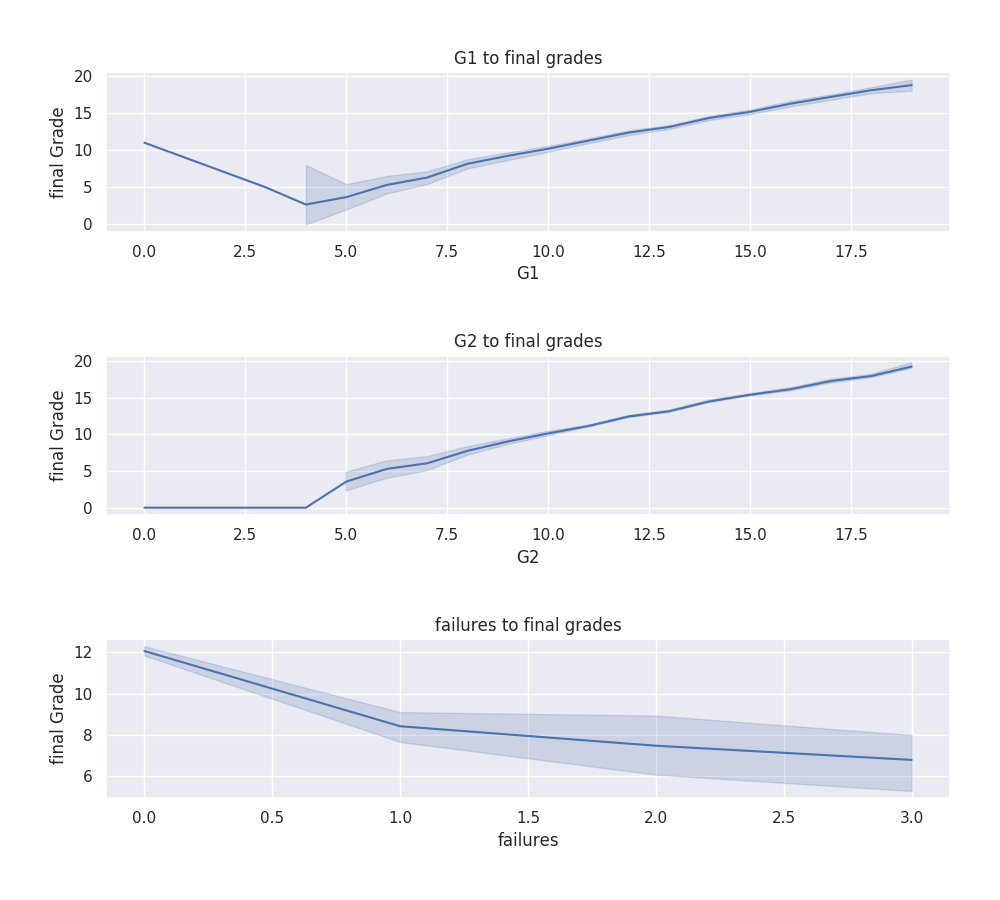 G1 to final grades
final Grade
20
15
10
5
0
0.0 2.5 5.0 7.5 10.0 12.5 15.0 17.5
G1
G2 to final grades
final Grade
20
15
10
5
0
0.0 2.5 5.0 7.5 10.0 12.5 15.0 17.5
G2
failures to final grades
final Grade
12
10
8
6
0.0 0.5 1.0 1.5 2.0 2.5 3.0
failures